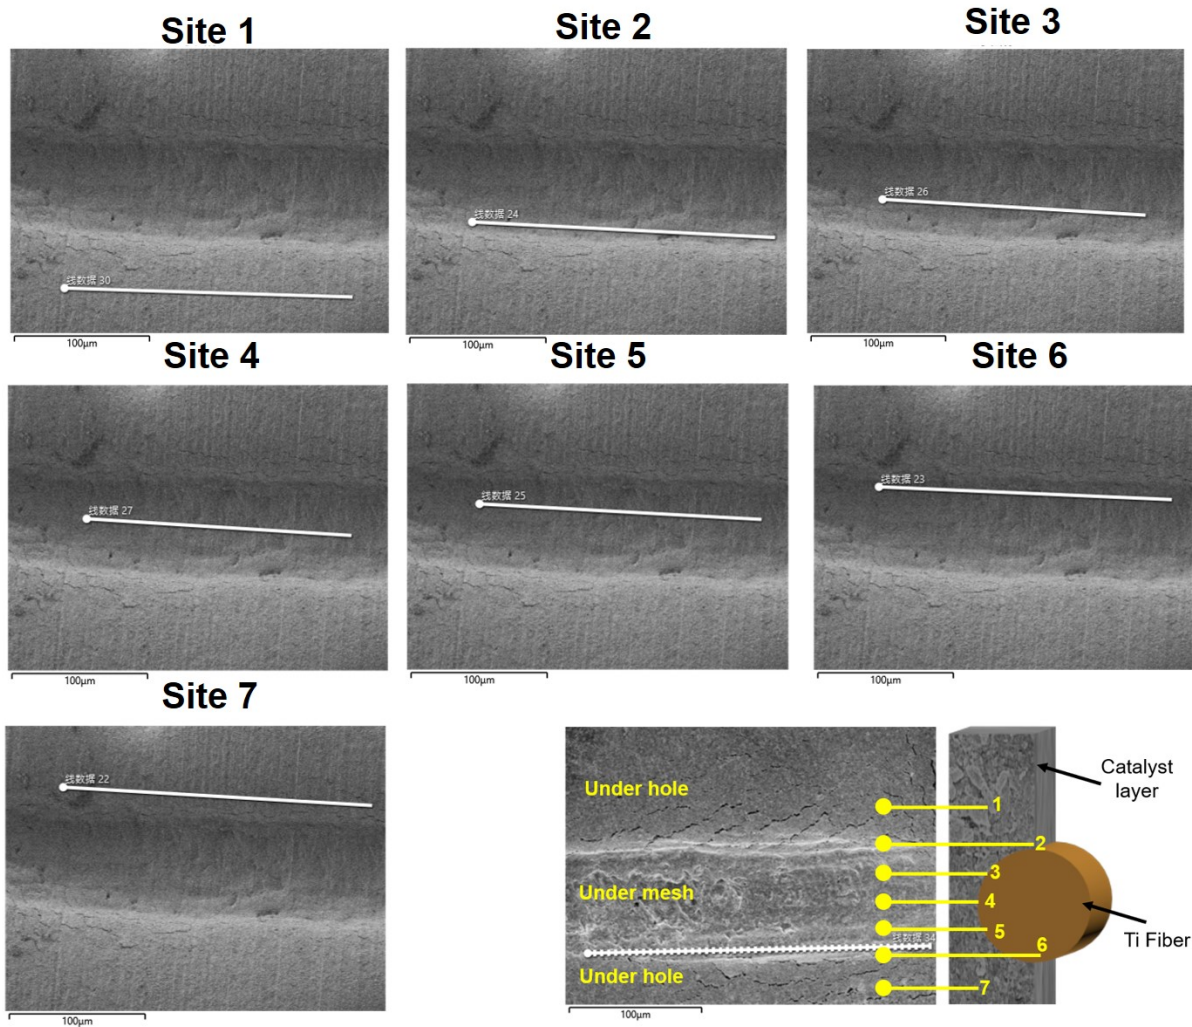 Site 1
Site 2
Site 3
线数据 30
100μm
线数据 24
100μm
线数据 26
100μm
Site 4
Site 5
Site 6
线数据 27
100μm
线数据 25
100μm
线数据 23
100μm
Site 7
线数据 22
100μm
Under hole
Under mesh
Under hole
线数据 34
100μm
1
2
3
4
5
6
7
Catalyst
layer
Ti Fiber